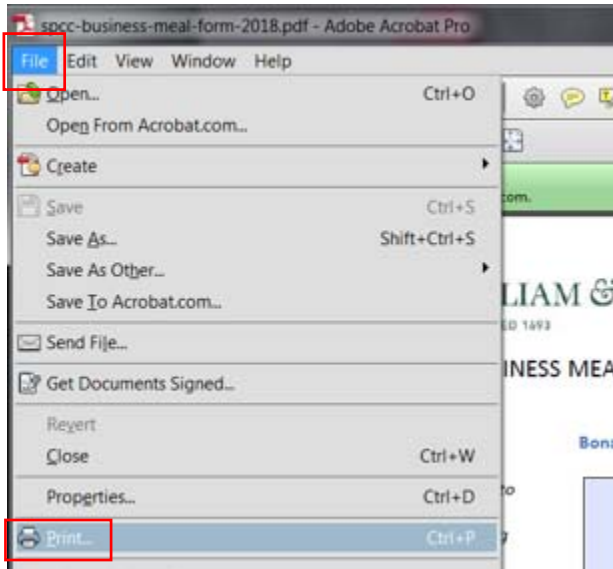 spcc-business-meal-form-2018.pdf - Adobe Acrobat Pro
File Edit View Window Help
Open... Ctrl+O
Open From Acrobat.com...
Create
com.
Save Ctrl+S
Save As... Shift+Ctrl+S
Save As Other...
Save To Acrobat.com...
LIAM &
ED 1693
Send File...
INESS MEA
Get Documents Signed...
Revert
Bona
Close Ctrl+W
Properties... Ctrl+D
to
Print... Ctrl+P